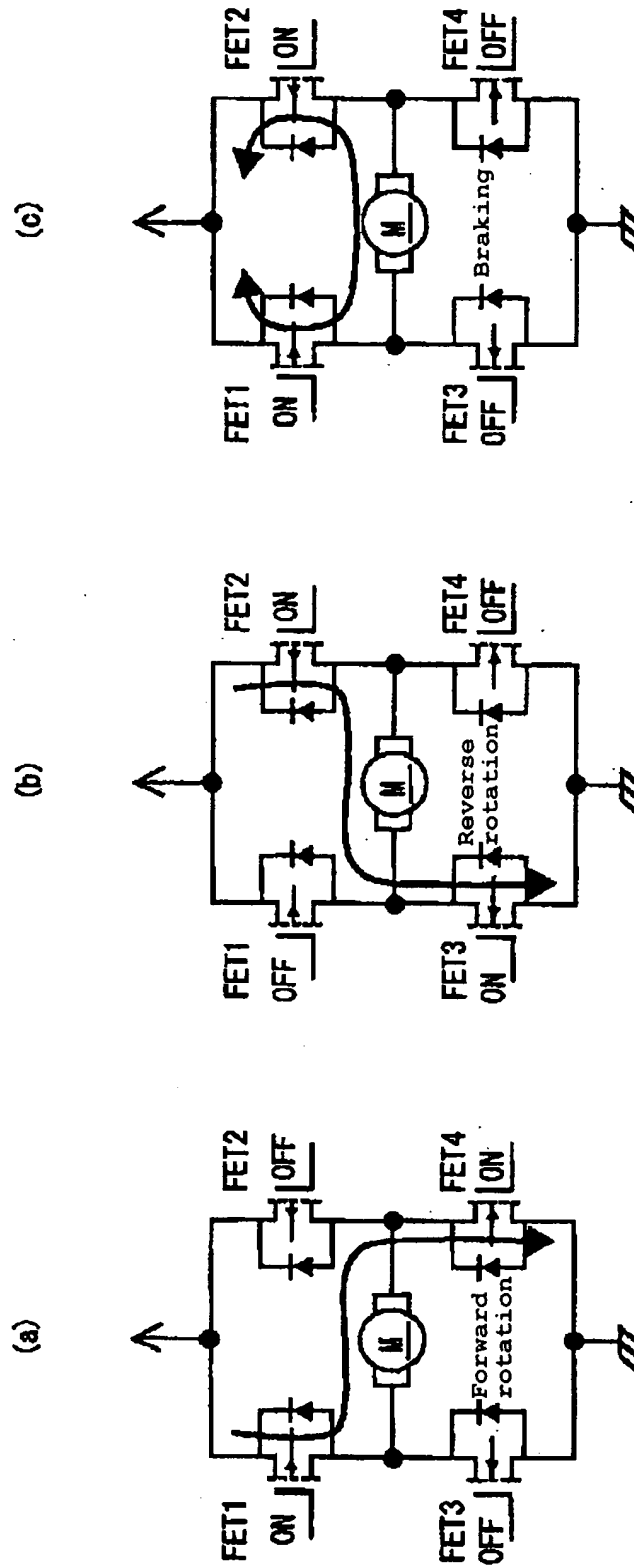 (a)
FET1
ON
FET2
OFF
M
FET3
OFF
Forward
rotation
FET4
ON
(b)
FET1
OFF
FET2
ON
M
FET3
ON
Reverse
rotation
FET4
OFF
(c)
FET1
ON
FET2
ON
M
FET3
OFF
Braking
FET4
OFF